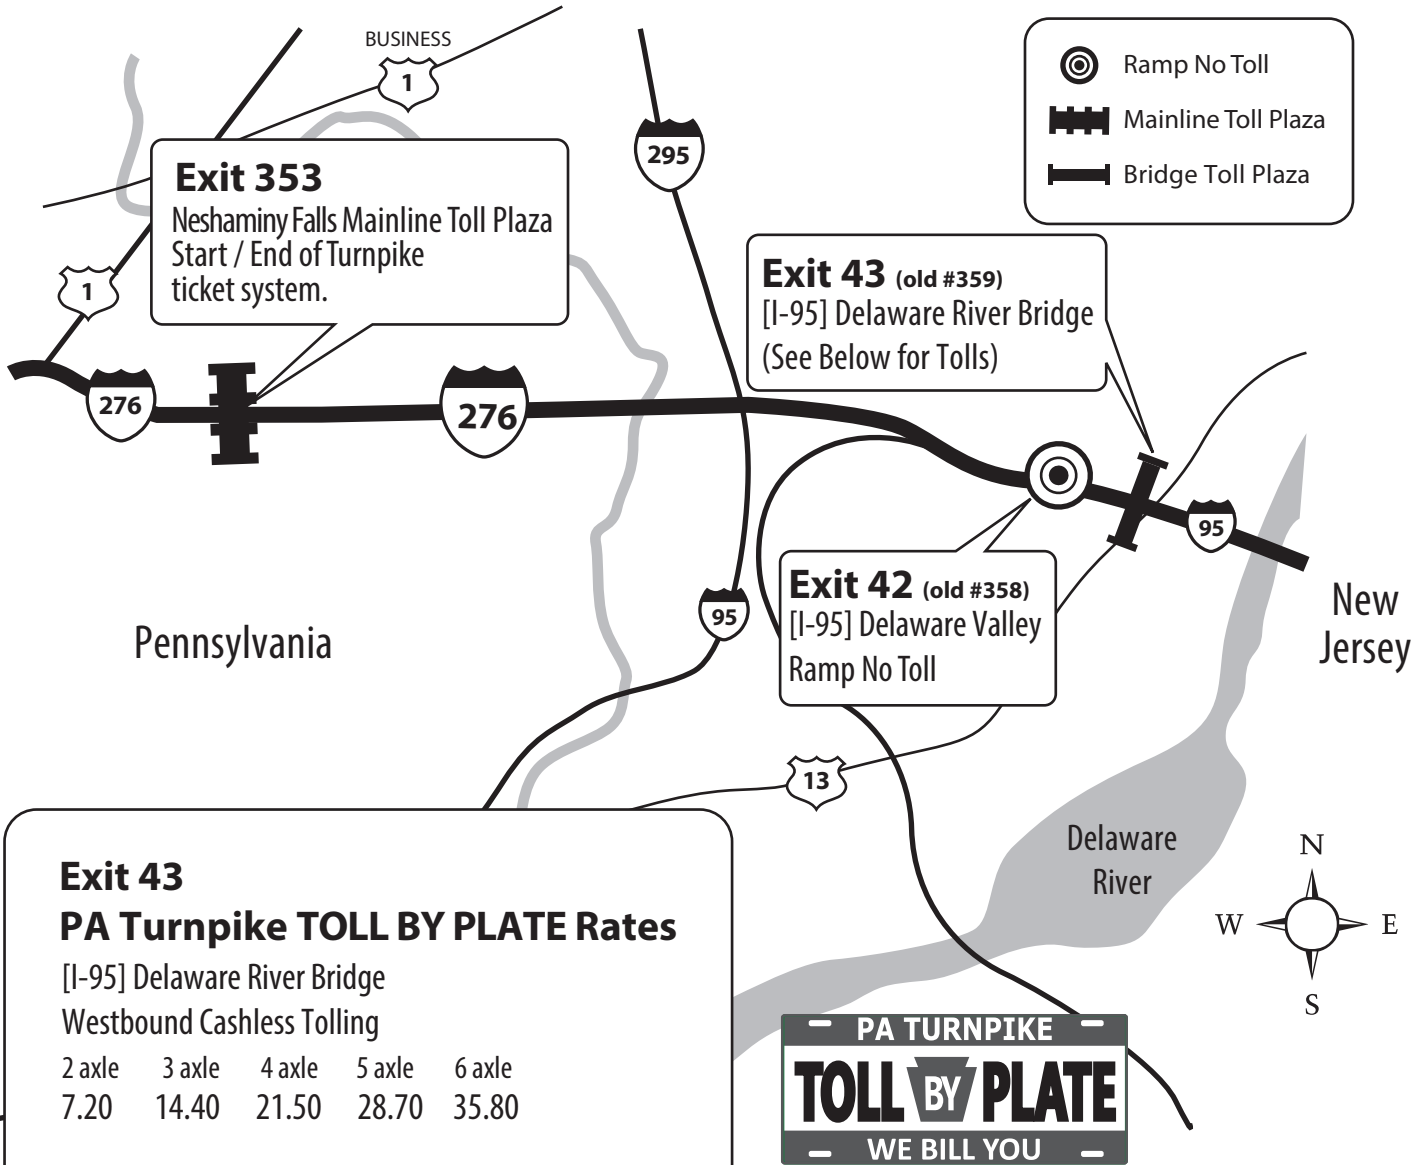 BUSINESS
1
295
Ramp No Toll
Mainline Toll Plaza
Bridge Toll Plaza
Exit 353
Neshaminy Falls Mainline Toll Plaza
Start / End of Turnpike
ticket system.
1
Exit 43 (old #359)
[I-95] Delaware River Bridge
(See Below for Tolls)
276
276
95
Exit 42 (old #358)
[I-95] Delaware Valley
Ramp No Toll
95
New
Jersey
Pennsylvania
13
Delaware
River
N
W
E
S
Exit 43
PA Turnpike TOLL BY PLATE Rates
[I-95] Delaware River Bridge
Westbound Cashless Tolling
2 axle 3 axle 4 axle 5 axle 6 axle
7.20 14.40 21.50 28.70 35.80
PA TURNPIKE
TOLL BY PLATE
WE BILL YOU